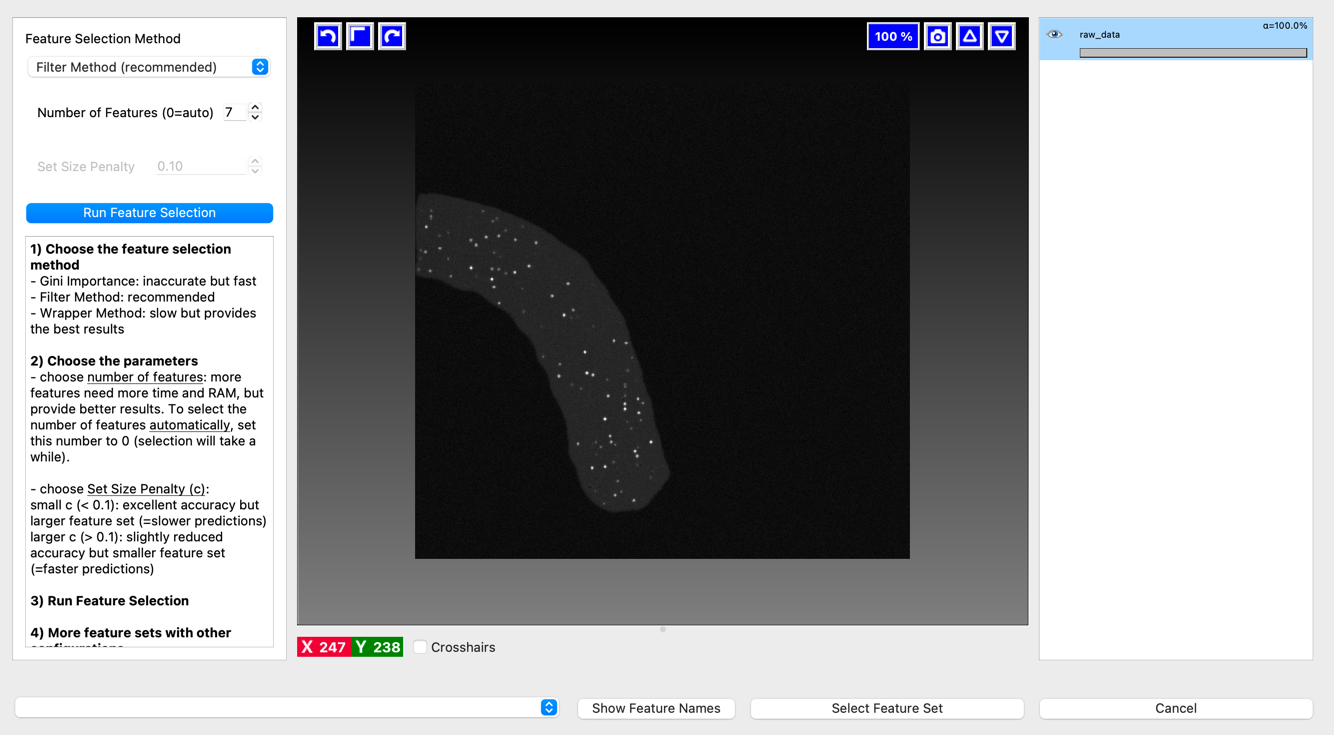 Feature Selection Method
Filter Method (recommended)
Number of Features (0=auto) 7
Set Size Penalty 0.10
Run Feature Selection
1) Choose the feature selection
method
- Gini Importance: inaccurate but fast
- Filter Method: recommended
- Wrapper Method: slow but provides
the best results
2) Choose the parameters
- choose number of features: more
features need more time and RAM, but
provide better results. To select the
number of features automatically, set
this number to 0 (selection will take a
while).
- choose Set Size Penalty (c):
small c (< 0.1): excellent accuracy but
larger feature set (=slower predictions)
larger c (> 0.1): slightly reduced
accuracy but smaller feature set
(=faster predictions)
3) Run Feature Selection
4) More feature sets with other
configurations
100 %
X 247 Y 238 Crosshairs
α=100.0%
raw_data
Show Feature Names
Select Feature Set
Cancel